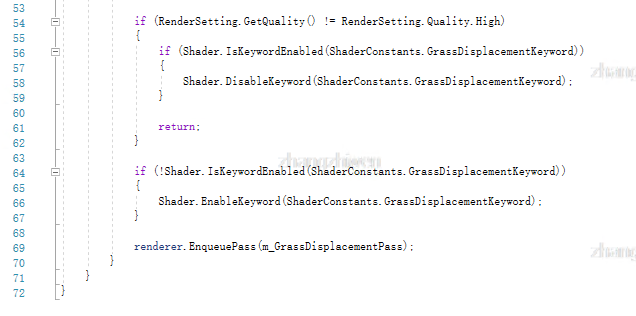 53
54 if (RenderSetting.GetQuality() != RenderSetting.Quality.High)
55 {
56 if (Shader.IsKeywordEnabled(ShaderConstants.GrassDisplacementKeyword))
57 {
58 Shader.DisableKeyword(ShaderConstants.GrassDisplacementKeyword);
59 }
60
61 return;
62 }
63
64 if (!Shader.IsKeywordEnabled(ShaderConstants.GrassDisplacementKeyword))
65 {
66 Shader.EnableKeyword(ShaderConstants.GrassDisplacementKeyword);
67 }
68
69 renderer.EnqueuePass(m_GrassDisplacementPass);
70 }
71 }
72 }